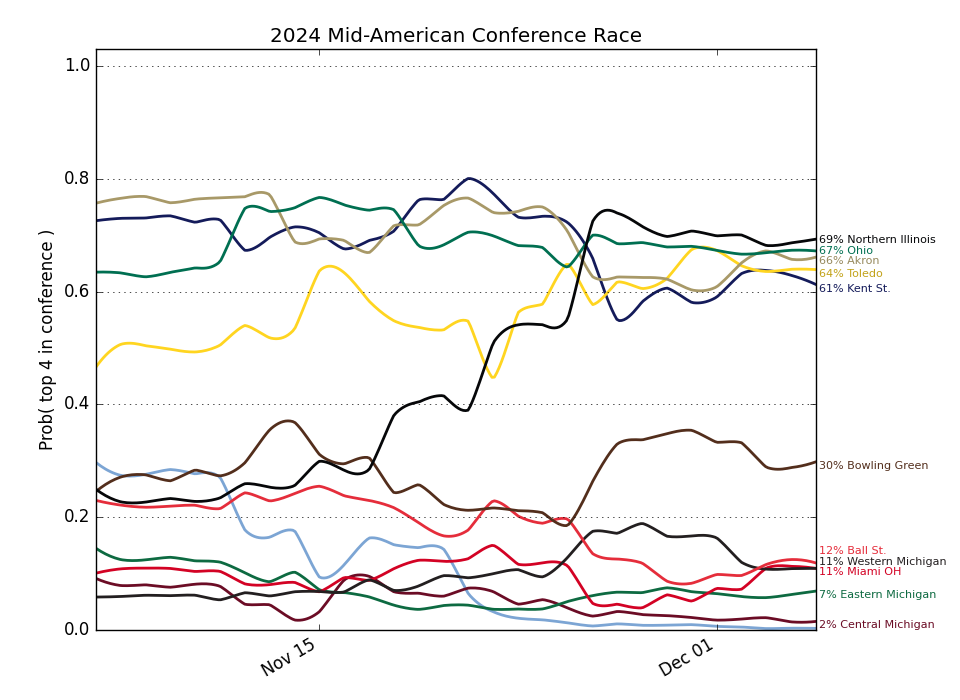 2024 Mid-American Conference Race
Prob( top 4 in conference )
1.0
0.8
0.6
0.4
0.2
0.0
Nov 15
Dec 01
69% Northern Illinois
67% Ohio
66% Akron
64% Toledo
61% Kent St.
30% Bowling Green
12% Ball St.
11% Western Michigan
11% Miami OH
7% Eastern Michigan
2% Central Michigan